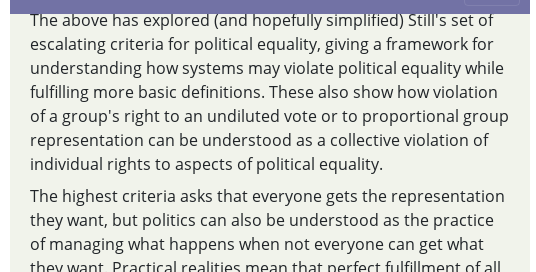 The above has explored (and hopefully simplified) Still's set of
escalating criteria for political equality, giving a framework for
understanding how systems may violate political equality while
fulfilling more basic definitions. These also show how violation
of a group's right to an undiluted vote or to proportional group
representation can be understood as a collective violation of
individual rights to aspects of political equality.
The highest criteria asks that everyone gets the representation
they want, but politics can also be understood as the practice
of managing what happens when not everyone can get what
they want. Practical realities mean that perfect fulfillment of all